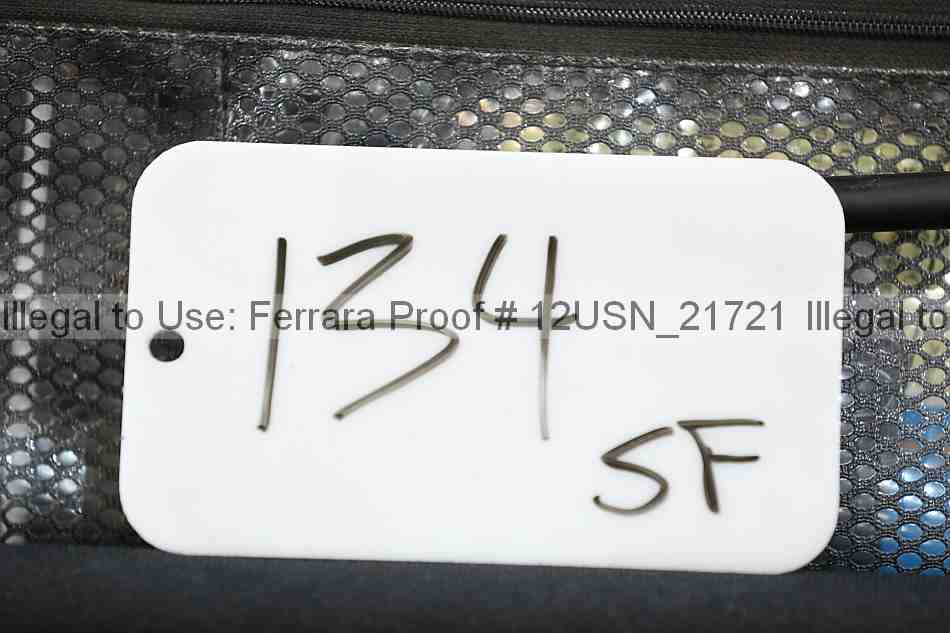 134
Illegal to Use: Ferrara Proof # 12USN_21721 Illegal to
SF